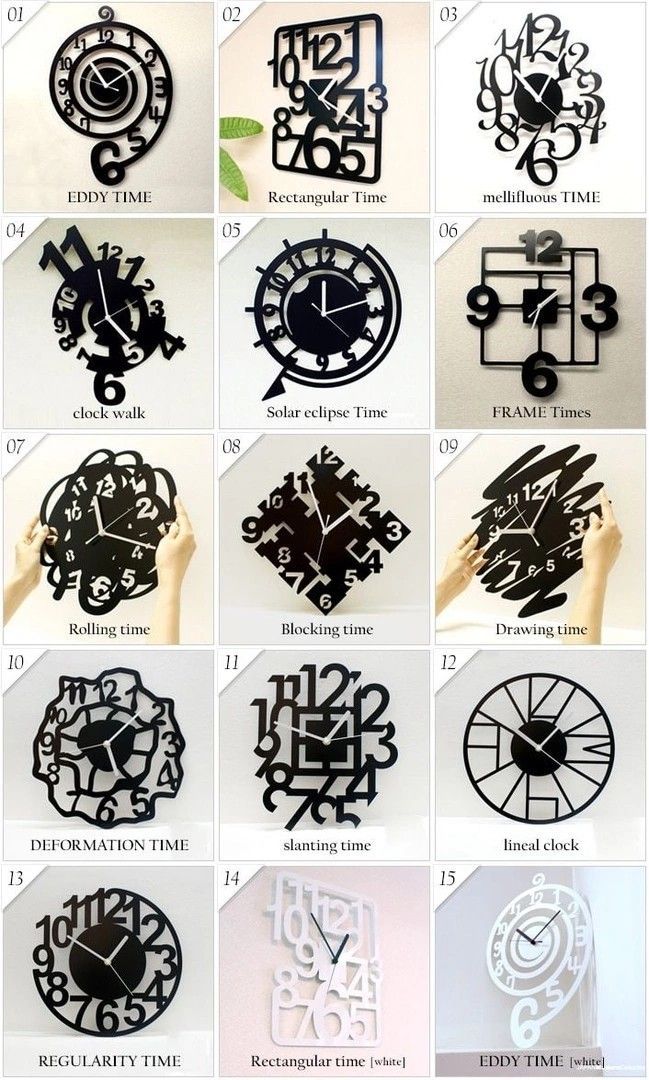 01
EDDY TIME
02
Rectangular Time
03
mellifluous TIME
04
clock walk
05
Solar eclipse Time
06
FRAME Times
07
Rolling time
08
Blocking time
09
Drawing time
10
DEFORMATION TIME
11
slanting time
12
lineal clock
13
REGULARITY TIME
14
Rectangular time [white]
15
EDDY TIME [white]